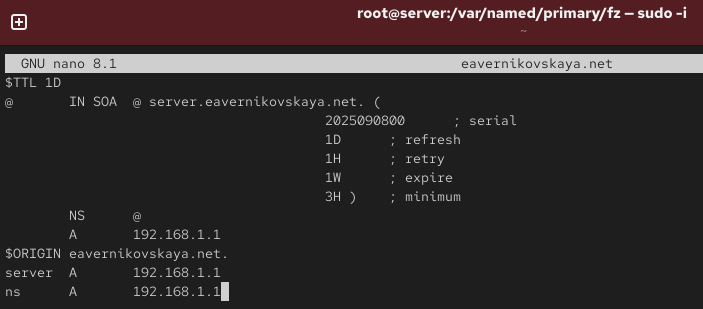 root@server:/var/named/primary/fz — sudo -i
~
GNU nano 8.1 eavernikovskaya.net
$TTL 1D
@ IN SOA @ server.eavernikovskaya.net. (
2025090800 ; serial
1D ; refresh
1H ; retry
1W ; expire
3H ) ; minimum
NS @
A 192.168.1.1
$ORIGIN eavernikovskaya.net.
server A 192.168.1.1
ns A 192.168.1.1